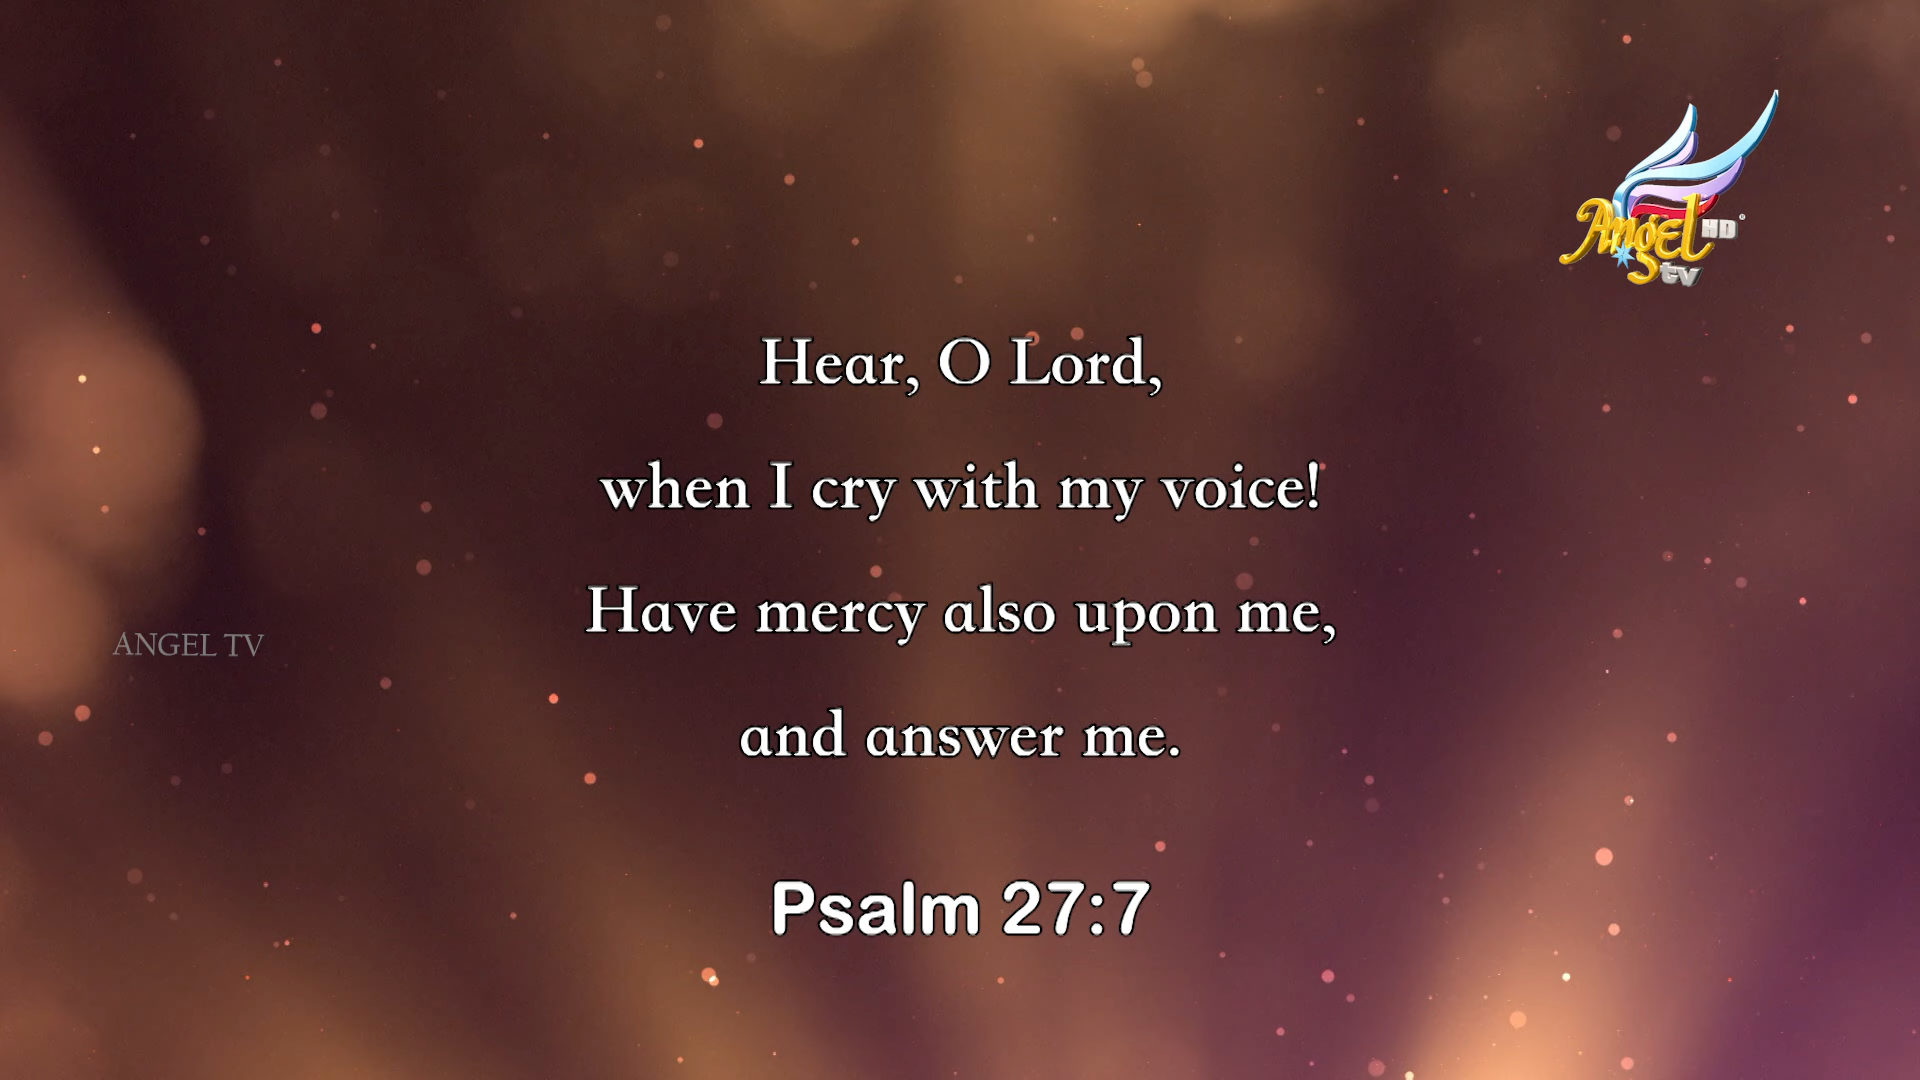 Angel HD
tv
Hear, O Lord,
when I cry with my voice!
Have mercy also upon me,
ANGEL TV
and answer me.
Psalm 27:7